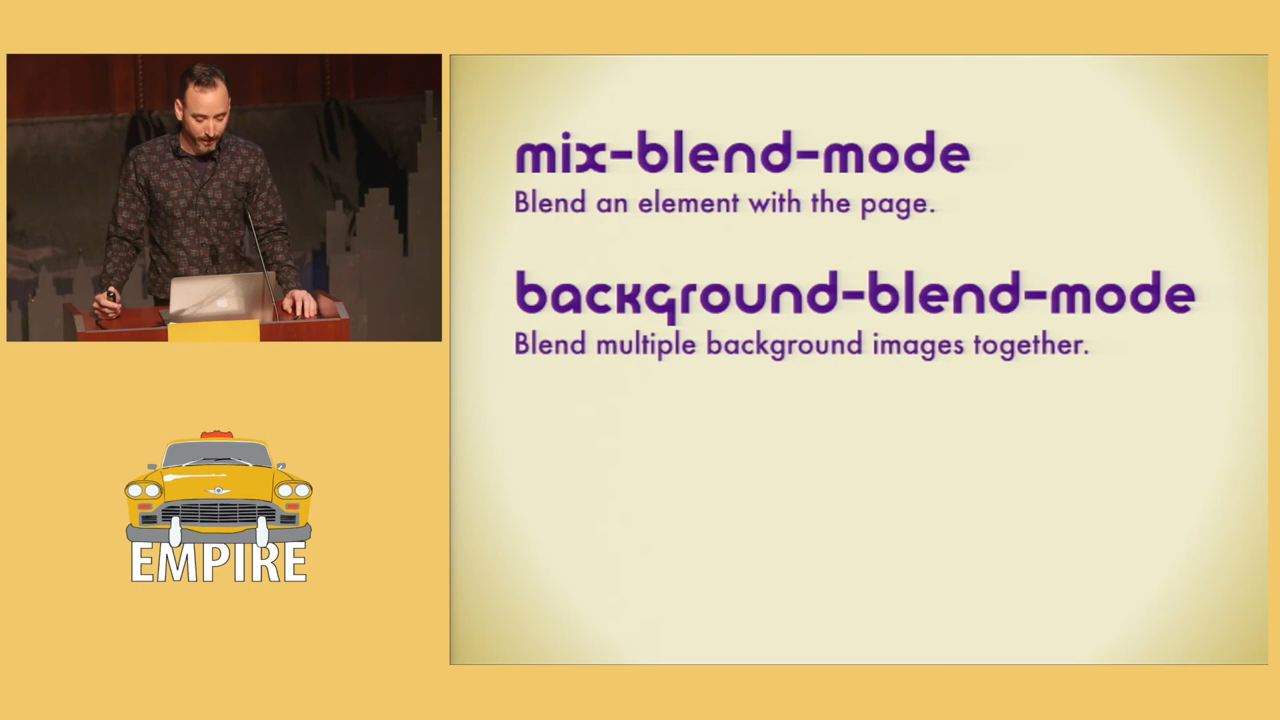 mix-blend-mode
Blend an element with the page.
background-blend-mode
Blend multiple background images together.
EMPIRE